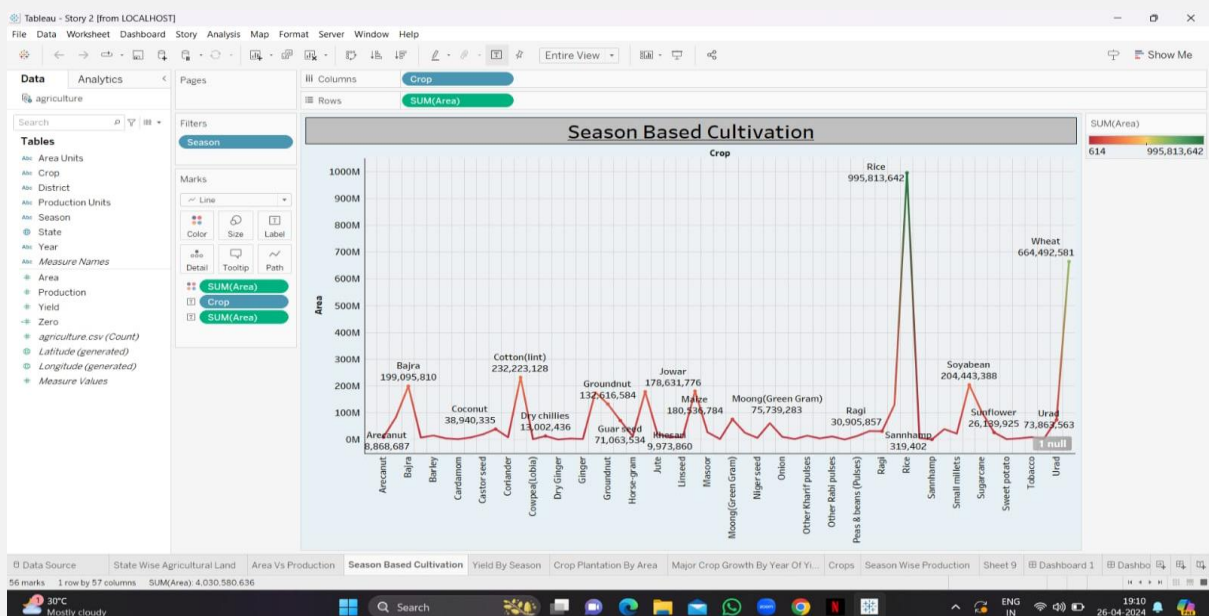 Tableau - Story 2 [from LOCALHOST]
File Data Worksheet Dashboard Story Analysis Map Format Server Window Help
Entire View
Show Me
Data Analytics
agriculture
Search
Tables
Abc Area Units
Abc Crop
Abc District
Abc Production Units
Abc Season
State
Abc Year
Abc Measure Names
Area
Production
Yield
Zero
agriculture.csv (Count)
Latitude (generated)
Longitude (generated)
Measure Values
Pages
Filters
Season
Marks
Line
Color Size Label
Detail Tooltip Path
SUM(Area)
Crop
SUM(Area)
Columns Crop
Rows SUM(Area)
Season Based Cultivation
Crop
Area
1000M
900M
800M
700M
600M
500M
400M
300M
200M
100M
0M
Arecanut
8,868,687
Bajra
199,095,810
Coconut
38,940,335
Cotton(lint)
232,223,128
Dry chillies
13,002,436
Groundnut
132,616,584
Guar seed
71,063,534
Jowar
178,631,776
Khesari
9,973,860
Maize
180,536,784
Moong(Green Gram)
75,739,283
Ragi
30,905,857
Rice
995,813,642
Sannhamp
319,402
Soyabean
204,443,388
Sunflower
26,139,925
Urad
73,863,563
Wheat
664,492,581
1 null
Arecanut
Bajra
Barley
Cardamom
Castor seed
Coriander
Cowpea(Lobia)
Dry Ginger
Ginger
Groundnut
Horse-gram
Jute
Linseed
Masoor
Moong(Green Gram)
Niger seed
Onion
Other Kharif pulses
Other Rabi pulses
Peas & beans (Pulses)
Ragi
Rice
Sannhamp
Small millets
Sugarcane
Sweet potato
Tobacco
Urad
SUM(Area)
614 995,813,642
Data Source State Wise Agricultural Land Area Vs Production Season Based Cultivation Yield By Season Crop Plantation By Area Major Crop Growth By Year Of Yi... Crops Season Wise Production Sheet 9 Dashboard 1 Dashbo
56 marks 1 row by 57 columns SUM(Area): 4,030,580,636
30°C
Mostly cloudy
Search
zoom
N
ENG
IN
19:10
26-04-2024